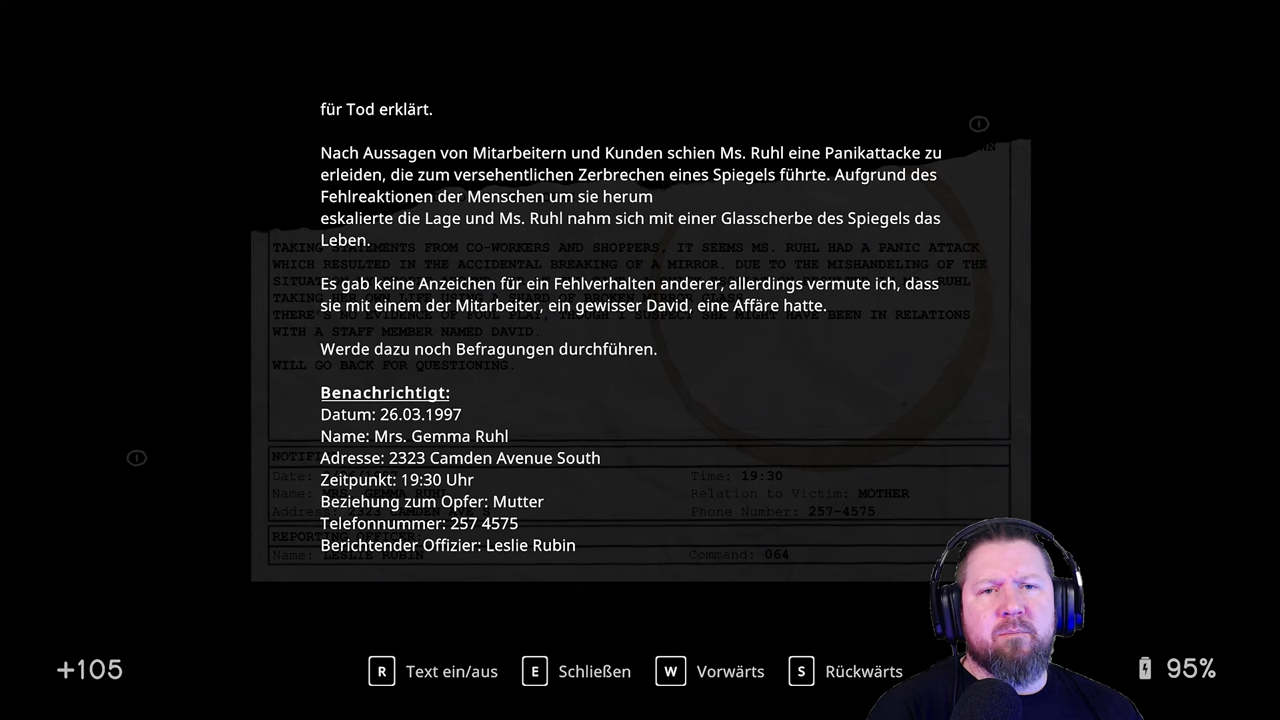 für Tod erklärt.
Nach Aussagen von Mitarbeitern und Kunden schien Ms. Ruhl eine Panikattacke zu
erleiden, die zum versehentlichen Zerbrechen eines Spiegels führte. Aufgrund des
Fehlreaktionen der Menschen um sie herum
eskalierte die Lage und Ms. Ruhl nahm sich mit einer Glasscherbe des Spiegels das
Leben.
TAKING STATEMENTS FROM CO-WORKERS AND SHOPPERS, IT SEEMS MS. RUHL HAD A PANIC ATTACK
WHICH RESULTED IN THE ACCIDENTAL BREAKING OF A MIRROR. DUE TO THE MISHANDELING OF THE
Es gab keine Anzeichen für ein Fehlverhalten anderer, allerdings vermute ich, dass
sie mit einem der Mitarbeiter, ein gewisser David, eine Affäre hatte.
WITH A STAFF MEMBER NAMED DAVID.
Werde dazu noch Befragungen durchführen.
WILL GO BACK FOR QUESTIONING.
Benachrichtigt:
Datum: 26.03.1997
Name: Mrs. Gemma Ruhl
Adresse: 2323 Camden Avenue South
Zeitpunkt: 19:30 Uhr
Beziehung zum Opfer: Mutter
Telefonnummer: 257 4575
Berichtender Offizier: Leslie Rubin
Date:
Time: 19:30
Name:
Relation to Victim: MOTHER
Phone Number: 257-4575
Name: LESLIE RUBIN
Command: 064
+105
R Text ein/aus
E Schließen
W Vorwärts
S Rückwärts
95%